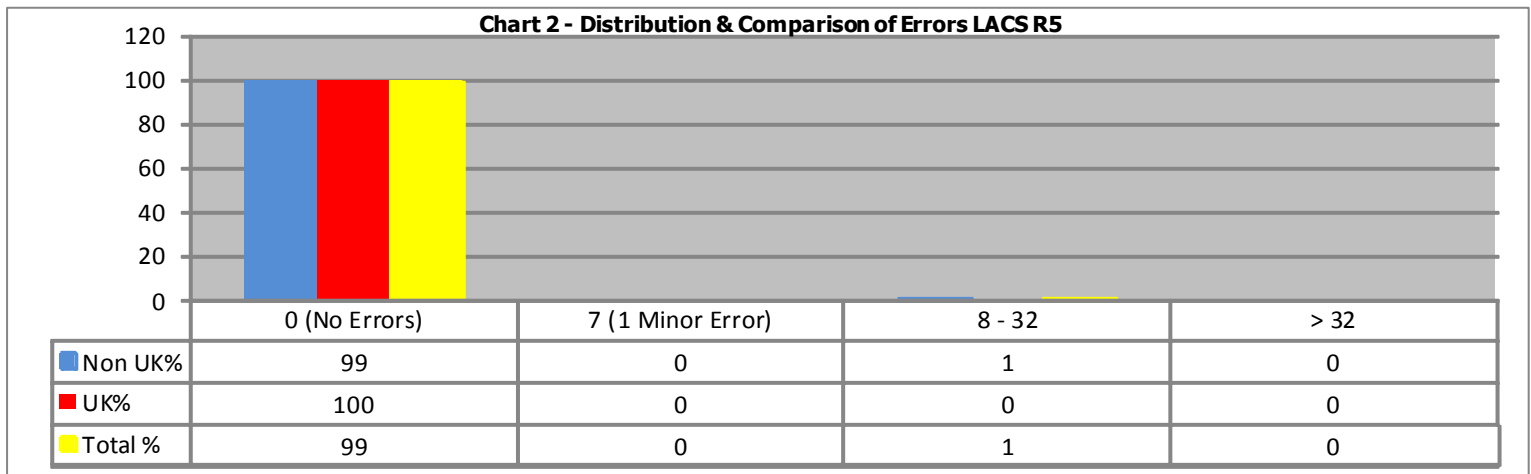 Chart 2 - Distribution & Comparison of Errors LACS R5
120
100
80
60
40
20
0
0 (No Errors) 7 (1 Minor Error) 8 - 32 > 32
Non UK% 99 0 1 0
UK% 100 0 0 0
Total % 99 0 1 0